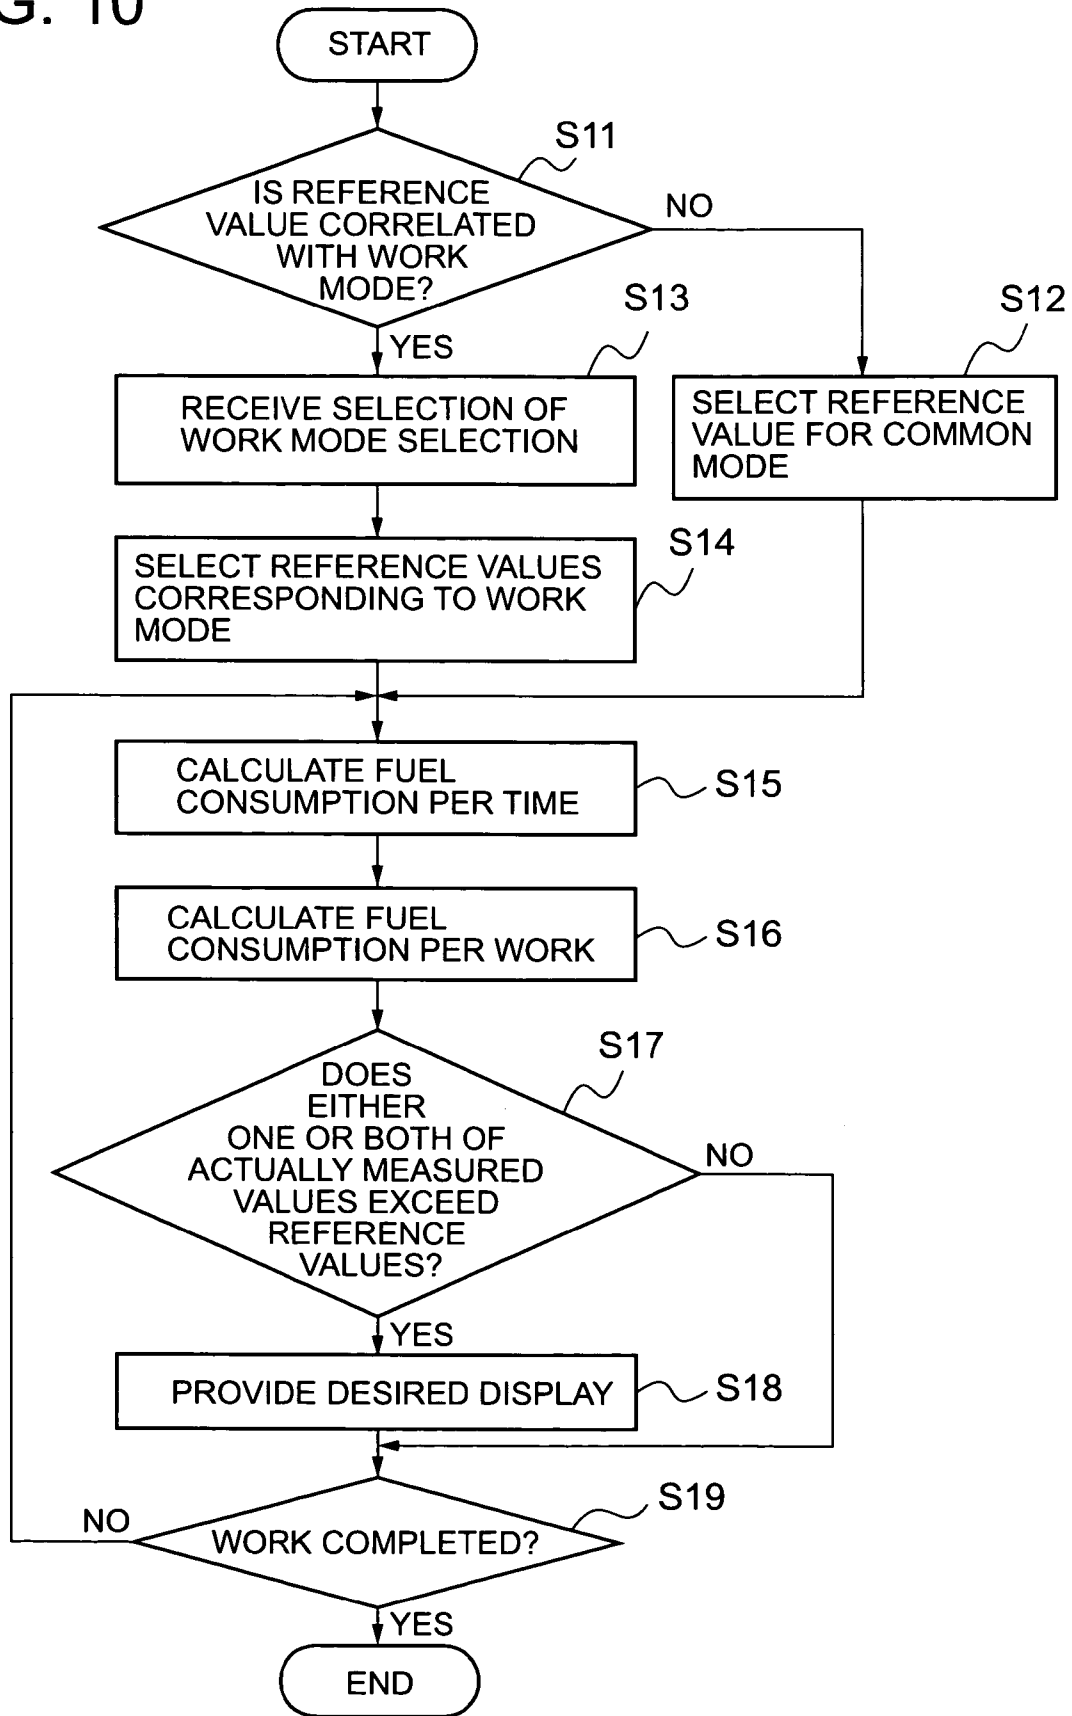 G. 10
START
S11
IS REFERENCE
VALUE CORRELATED
WITH WORK
MODE?
NO
YES
S13
RECEIVE SELECTION OF
WORK MODE SELECTION
S12
SELECT REFERENCE
VALUE FOR COMMON
MODE
S14
SELECT REFERENCE VALUES
CORRESPONDING TO WORK
MODE
CALCULATE FUEL
CONSUMPTION PER TIME
S15
CALCULATE FUEL
CONSUMPTION PER WORK
S16
S17
DOES
EITHER
ONE OR BOTH OF
ACTUALLY MEASURED
VALUES EXCEED
REFERENCE
VALUES?
NO
YES
PROVIDE DESIRED DISPLAY
S18
S19
WORK COMPLETED?
NO
YES
END